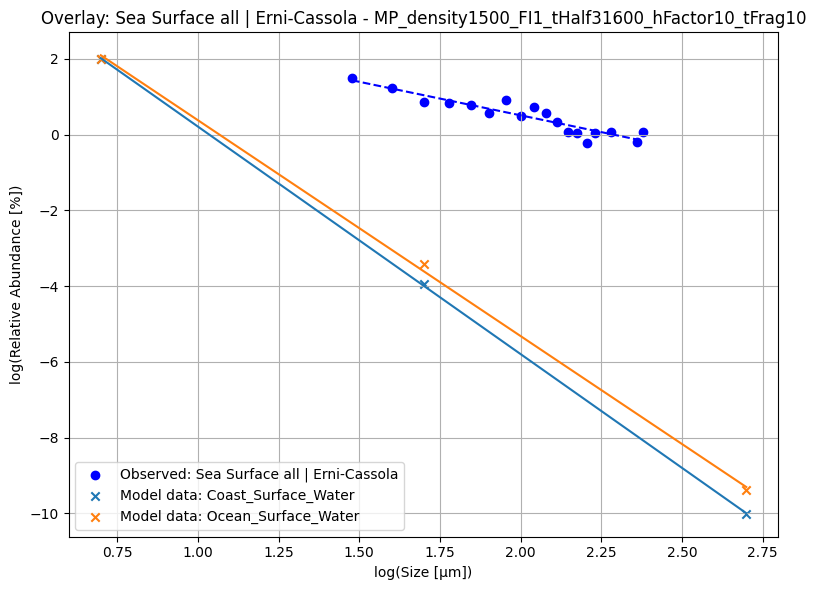 Overlay: Sea Surface all | Erni-Cassola - MP_density1500_FI1_tHalf31600_hFactor10_tFrag10
log(Relative Abundance [%])
2
0
−2
−4
−6
−8
−10
Observed: Sea Surface all | Erni-Cassola
Model data: Coast_Surface_Water
Model data: Ocean_Surface_Water
0.75 1.00 1.25 1.50 1.75 2.00 2.25 2.50 2.75
log(Size [μm])